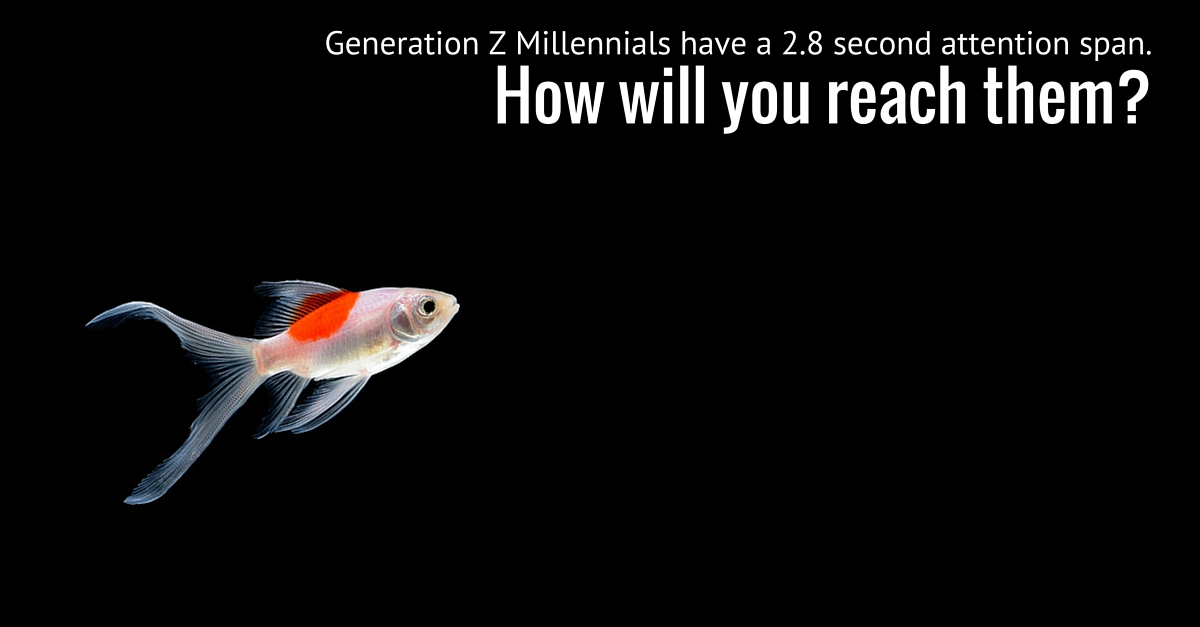 Generation Z Millennials have a 2.8 second attention span.
How will you reach them?